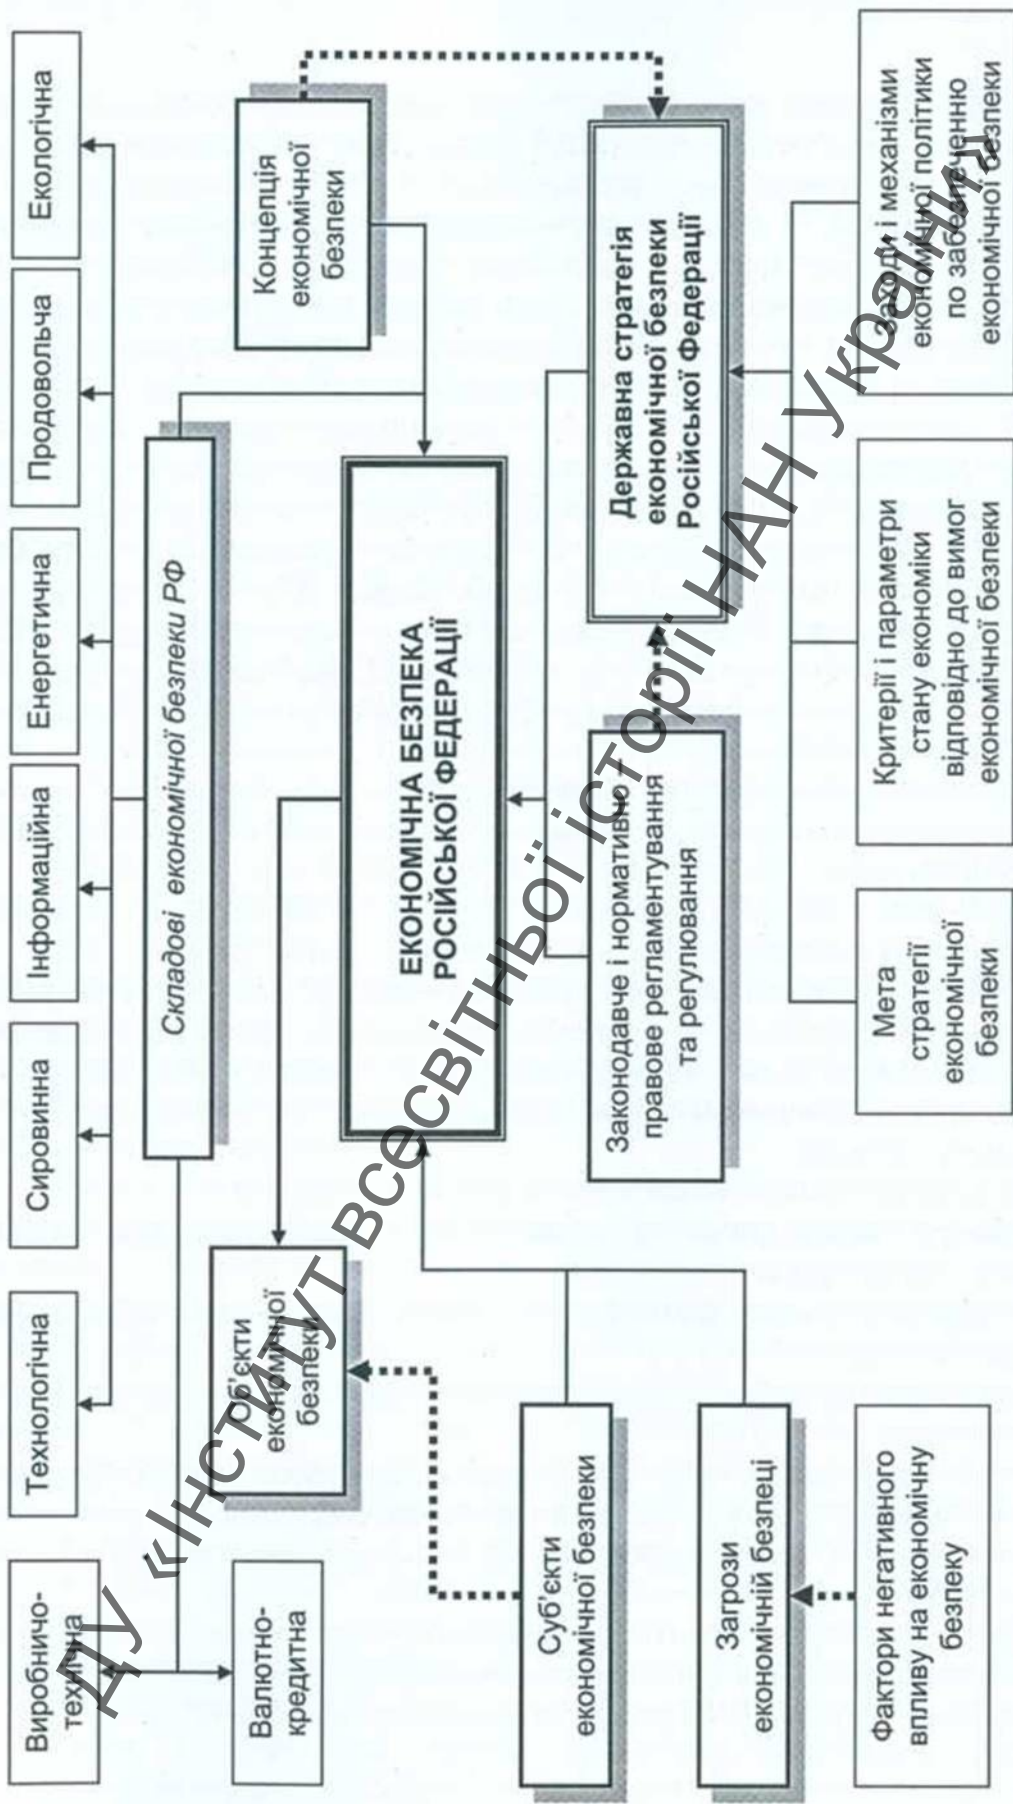 Виробничо-
технічна
Технологічна
Сировинна
Інформаційна
Енергетична
Продовольча
Екологічна
Валютно-
кредитна
Складові економічної безпеки РФ
Об'єкти
економічної
безпеки
Концепція
економічної
безпеки
ЕКОНОМІЧНА БЕЗПЕКА
РОСІЙСЬКОЇ ФЕДЕРАЦІЇ
Суб'єкти
економічної безпеки
Законодавче і нормативно –
правове регламентування
та регулювання
Державна стратегія
економічної безпеки
Російської Федерації
Загрози
економічній безпеці
Фактори негативного
впливу на економічну
безпеку
Мета
стратегії
економічної
безпеки
Критерії і параметри
стану економіки
відповідно до вимог
економічної безпеки
Заходи і механізми
економічної політики
по забезпеченню
економічної безпеки
ДУ «Інститут всесвітньої історії НАН України»